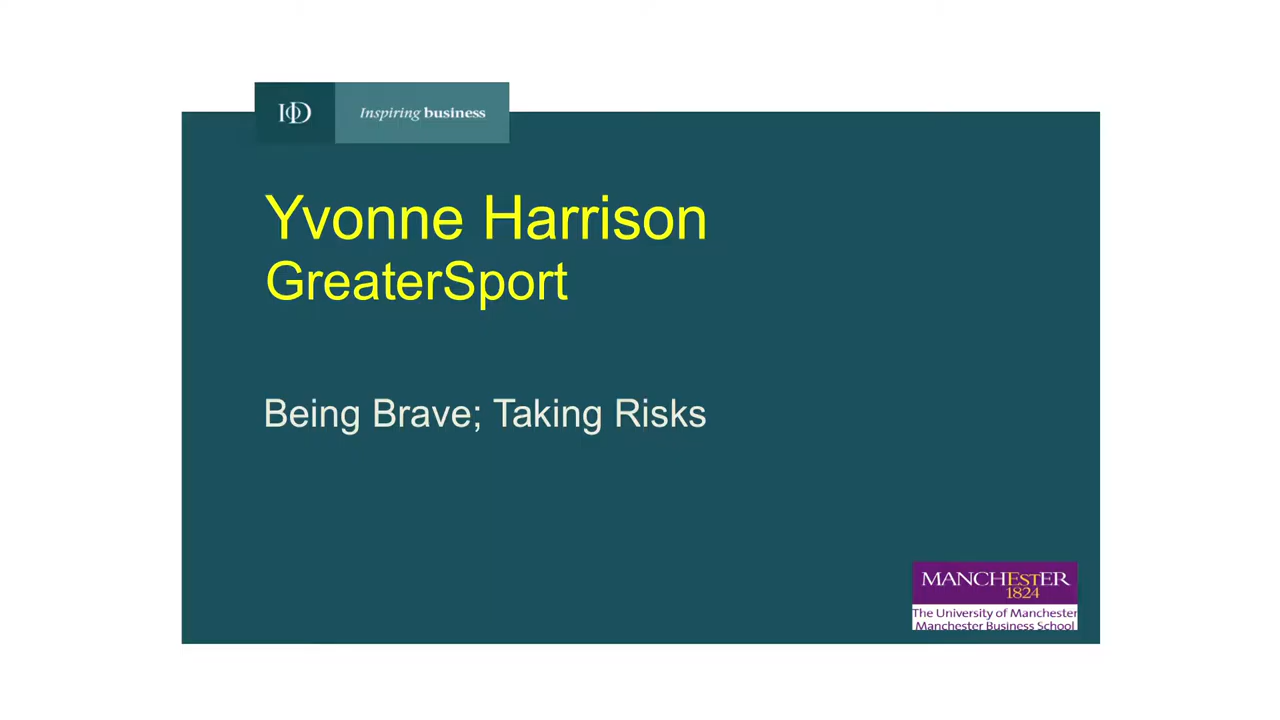 IOD
Inspiring business
Yvonne Harrison
GreaterSport
Being Brave; Taking Risks
MANCHESTER
1824
The University of Manchester
Manchester Business School